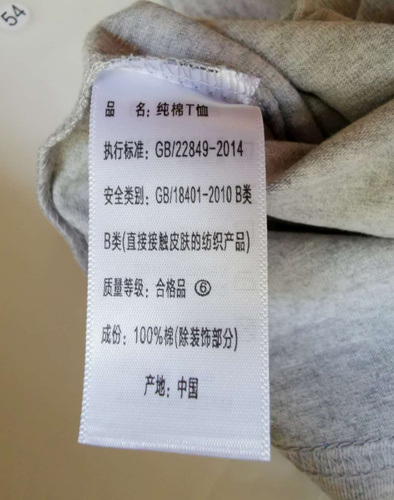 54
品 名：纯棉T恤
执行标准：GB/22849-2014
安全类别：GB/18401-2010 B类
B类(直接接触皮肤的纺织产品)
质量等级：合格品 ⑥
成份：100%棉(除装饰部分)
产地：中国